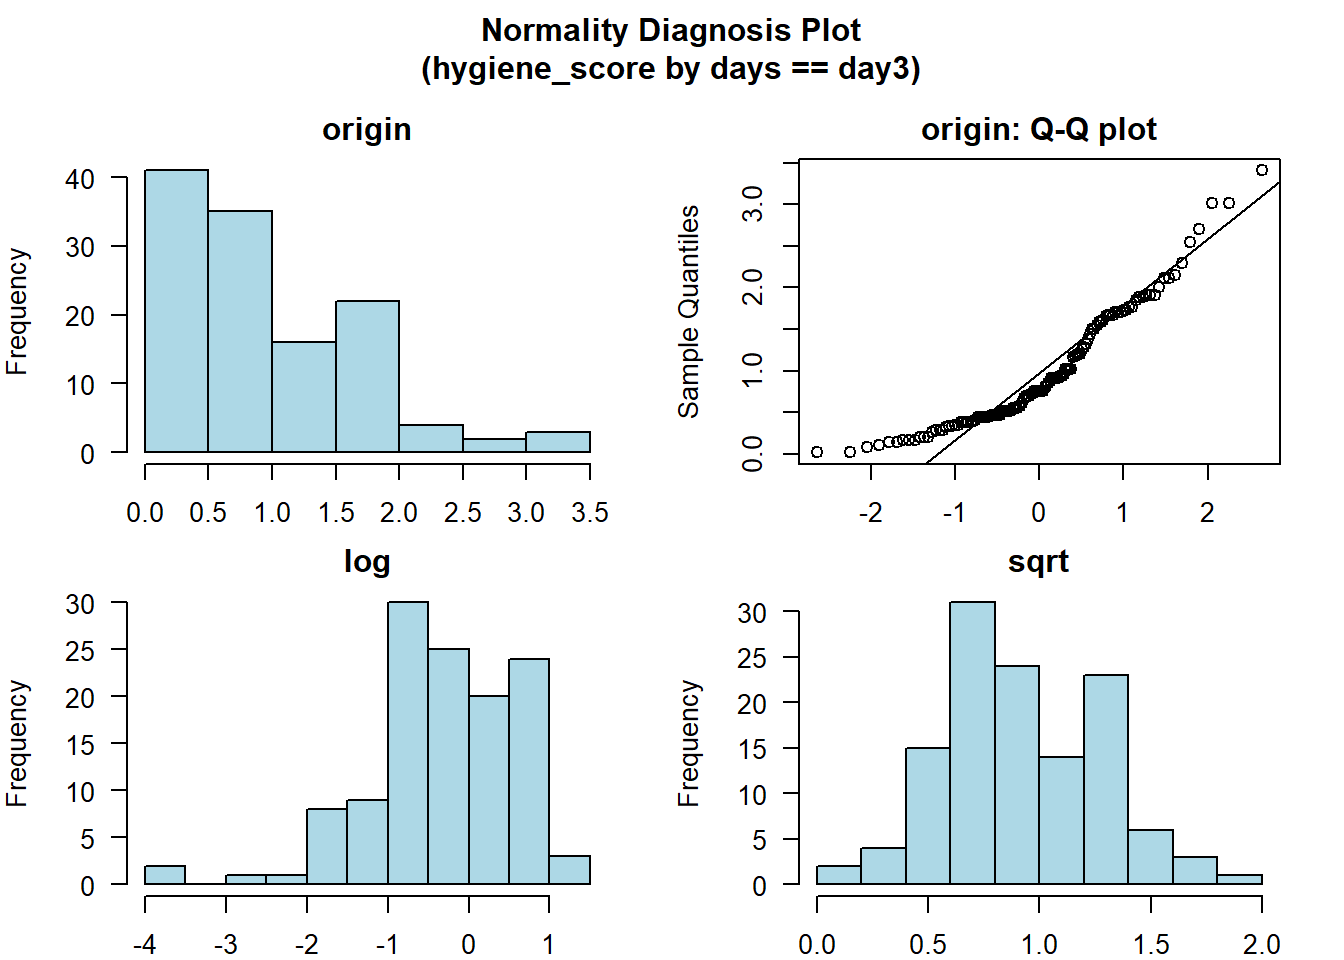 Normality Diagnosis Plot
(hygiene_score by days == day3)
origin
Frequency
40
30
20
10
0
0.0 0.5 1.0 1.5 2.0 2.5 3.0 3.5
origin: Q-Q plot
Sample Quantiles
3.0
2.0
1.0
0.0
-2 -1 0 1 2
log
Frequency
30
25
20
15
10
5
0
-4 -3 -2 -1 0 1
sqrt
Frequency
30
25
20
15
10
5
0
0.0 0.5 1.0 1.5 2.0